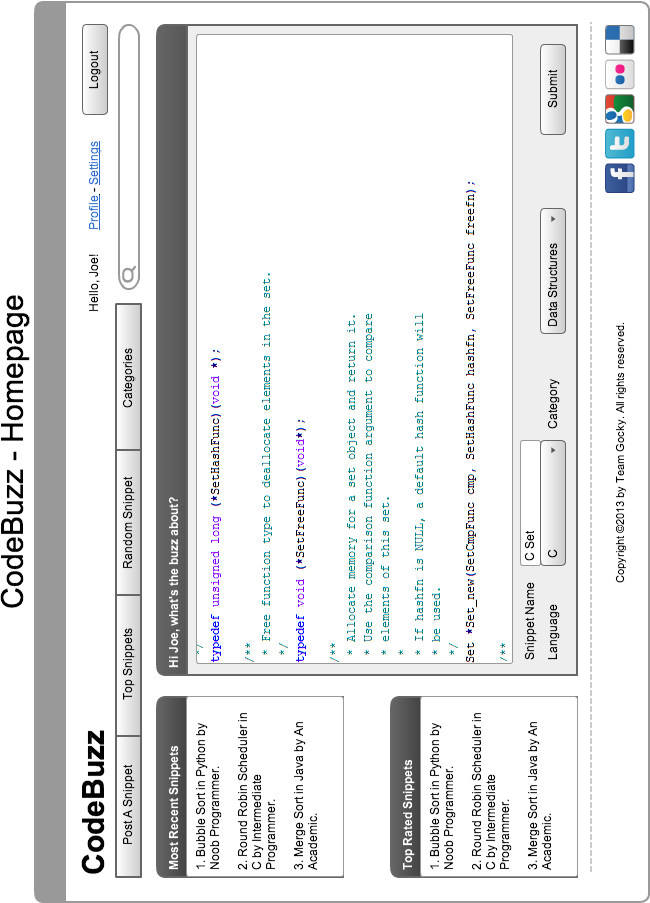 CodeBuzz - Homepage
CodeBuzz
Hello, Joe!
Profile - Settings
Logout
Post A Snippet
Top Snippets
Random Snippet
Categories
Most Recent Snippets
1. Bubble Sort in Python by
Noob Programmer.
2. Round Robin Scheduler in
C by Intermediate
Programmer.
3. Merge Sort in Java by An
Academic.
Top Rated Snippets
1. Bubble Sort in Python by
Noob Programmer.
2. Round Robin Scheduler in
C by Intermediate
Programmer.
3. Merge Sort in Java by An
Academic.
Hi Joe, what's the buzz about?
*/
typedef unsigned long (*SetHashFunc)(void *);
/**
* Free function type to deallocate elements in the set.
*/
typedef void (*SetFreeFunc)(void*);
/**
* Allocate memory for a set object and return it.
* Use the comparison function argument to compare
* elements of this set.
*
* If hashfn is NULL, a default hash function will
* be used.
*/
Set *Set_new(SetCmpFunc cmp, SetHashFunc hashfn, SetFreeFunc freefn);
/**
Snippet Name
C Set
Language
C
Category
Data Structures
Submit
Copyright ©2013 by Team Gocky. All rights reserved.